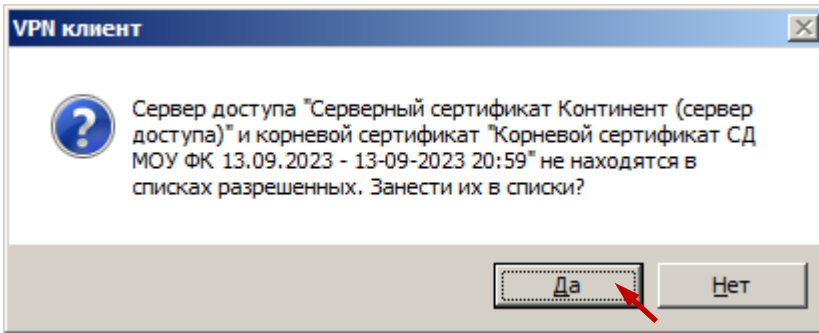 VPN клиент
Сервер доступа "Серверный сертификат Континент (сервер
доступа)" и корневой сертификат "Корневой сертификат СД
МОУ ФК 13.09.2023 - 13-09-2023 20:59" не находятся в
списках разрешенных. Занести их в списки?
Да
Нет